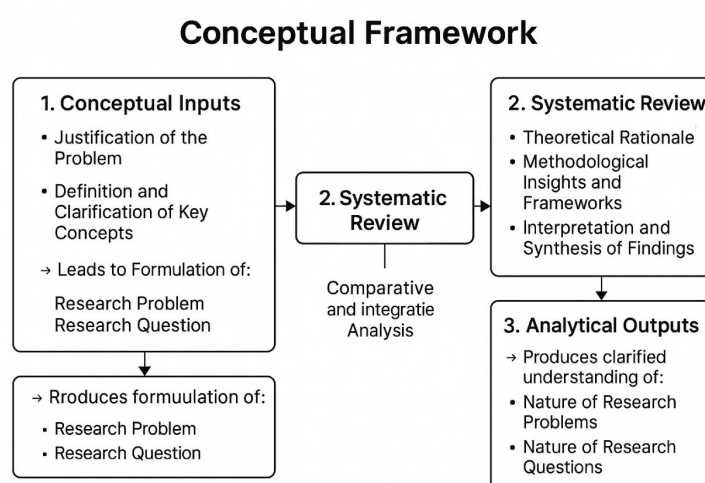 Conceptual Framework
1. Conceptual Inputs
• Justification of the
Problem
• Definition and
Clarification of Key
Concepts
→ Leads to Formulation of:
Research Problem
Research Question
→ Rroduces formuulation of:
• Research Problem
• Research Question
2. Systematic
Review
Comparative
and integratie
Analysis
2. Systematic Review
• Theoretical Rationale
• Methodological
Insights and
Frameworks
• Interpretation and
Synthesis of Findings
3. Analytical Outputs
→ Produces clarified
understanding of:
• Nature of Research
Problems
• Nature of Research
Questions